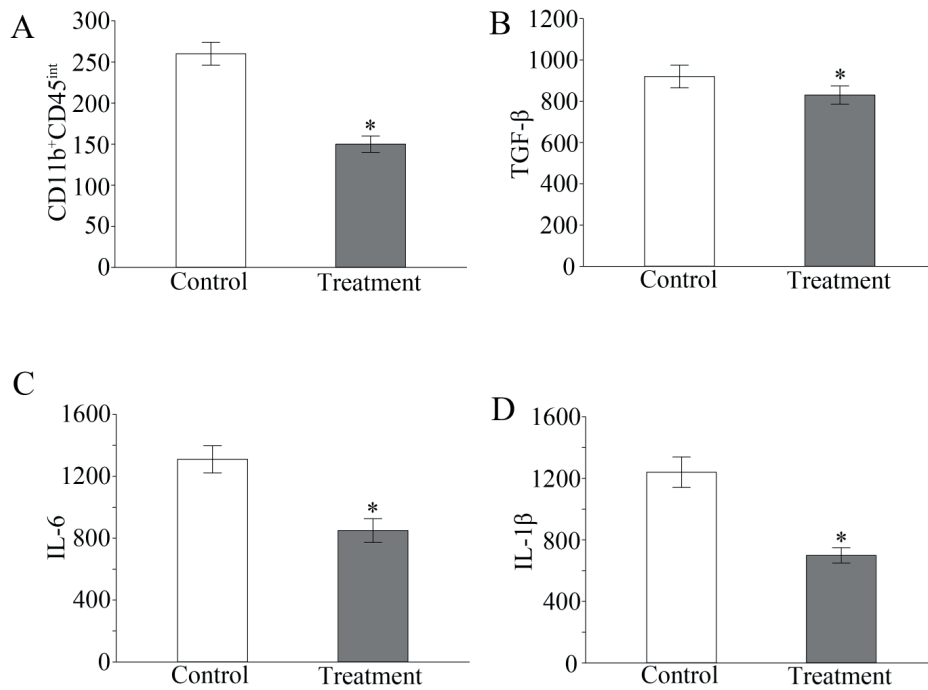 A
CD11b⁺CD45ⁱⁿᵗ
300
250
200
150
100
50
0
*
Control
Treatment
B
TGF-β
1200
1000
800
600
400
200
0
*
Control
Treatment
C
IL-6
1600
1200
800
400
0
*
Control
Treatment
D
IL-1β
1600
1200
800
400
0
*
Control
Treatment